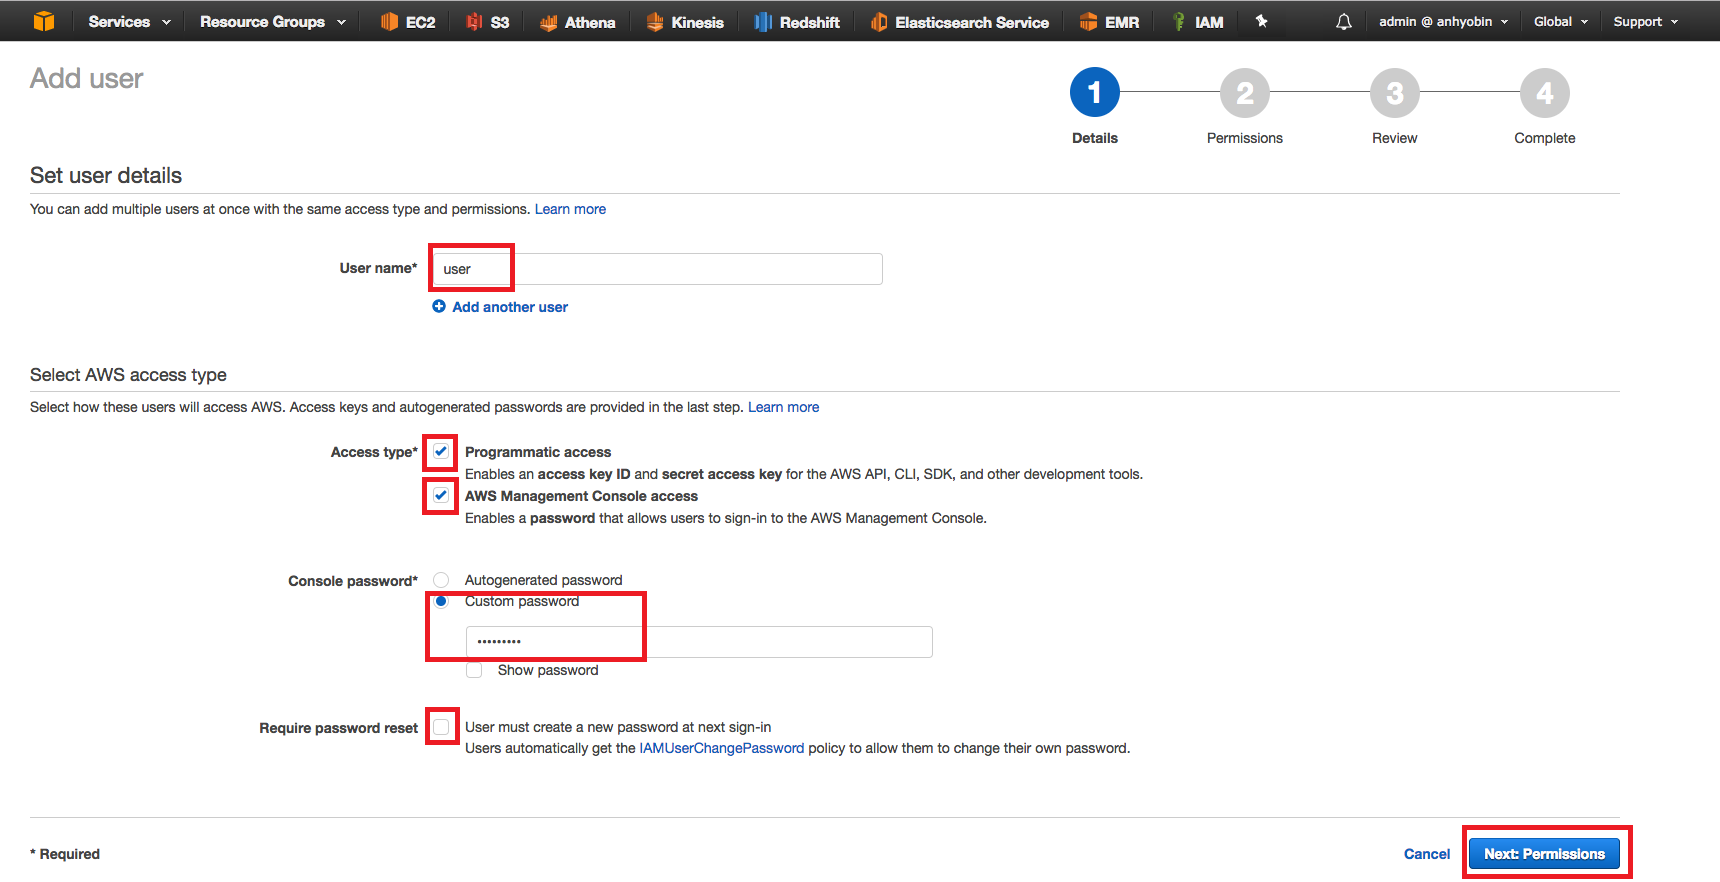 Services Resource Groups EC2 S3 Athena Kinesis Redshift Elasticsearch Service EMR IAM admin @ anhyobin Global Support
Add user
1 2 3 4
Details Permissions Review Complete
Set user details
You can add multiple users at once with the same access type and permissions. Learn more
User name* user
Add another user
Select AWS access type
Select how these users will access AWS. Access keys and autogenerated passwords are provided in the last step. Learn more
Access type* Programmatic access
Enables an access key ID and secret access key for the AWS API, CLI, SDK, and other development tools.
AWS Management Console access
Enables a password that allows users to sign-in to the AWS Management Console.
Console password* Autogenerated password
Custom password
•••••••••
Show password
Require password reset User must create a new password at next sign-in
Users automatically get the IAMUserChangePassword policy to allow them to change their own password.
* Required Cancel Next: Permissions